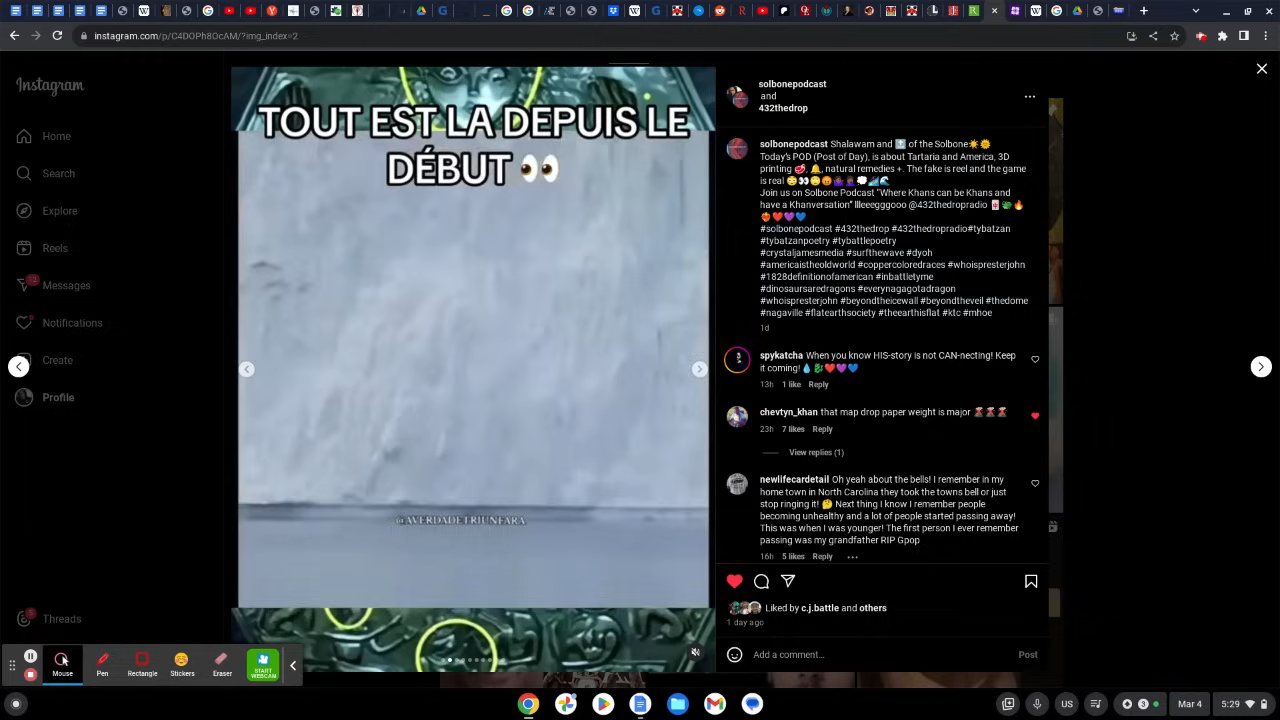 instagram.com/p/C4DOPh8OcAM/?img_index=2
Instagram
Home
Search
Explore
Reels
Messages
Notifications
Create
Profile
Threads
TOUT EST LA DEPUIS LE
DÉBUT 👀
@AVERDADETRIUNFARA
solbonepodcast
and
432thedrop
solbonepodcast Shalawam and 🔝 of the Solbone☀️🌞
Today's POD (Post of Day), is about Tartaria and America, 3D
printing 🥩, 🔔, natural remedies +. The fake is reel and the game
is real
Join us on Solbone Podcast "Where Khans can be Khans and
have a Khanversation" Illeeegggooo @432thedropradio
❤️‍🔥❤️💜💙
#solbonepodcast #432thedrop #432thedropradio#tybatzan
#tybatzanpoetry #tybattlepoetry
#crystaljamesmedia #surfthewave #dyoh
#americaistheoldworld #coppercoloredraces #whoispresterjohn
#1828definitionofamerican #inbattletyme
#dinosaursaredragons #everynagagotadragon
#whoispresterjohn #beyondtheicewall #beyondtheveil #thedome
#nagaville #flatearthsociety #theearthisflat #ktc #mhoe
1d
spykatcha When you know HIS-story is not CAN-necting! Keep
it coming!💧🐉❤️💜💙
13h 1 like Reply
chevtyn_khan that map drop paper weight is major 🌋🌋🌋
23h 7 likes Reply
View replies (1)
newlifecardetail Oh yeah about the bells! I remember in my
home town in North Carolina they took the towns bell or just
stop ringing it! 🤔 Next thing I know I remember people
becoming unhealthy and a lot of people started passing away!
This was when I was younger! The first person I ever remember
passing was my grandfather RIP Gpop
16h 5 likes Reply
Liked by c.j.battle and others
1 day ago
Add a comment...
Post
Mouse
Pen
Rectangle
Stickers
Eraser
START
WEBCAM
US
3
Mar 4
5:29